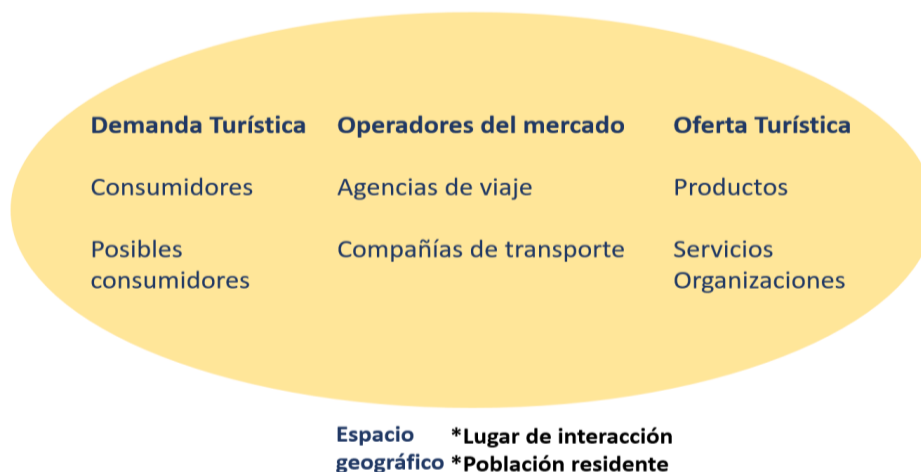 Demanda Turística
Operadores del mercado
Oferta Turística
Consumidores
Agencias de viaje
Productos
Posibles
consumidores
Compañías de transporte
Servicios
Organizaciones
Espacio
geográfico
*Lugar de interacción
*Población residente